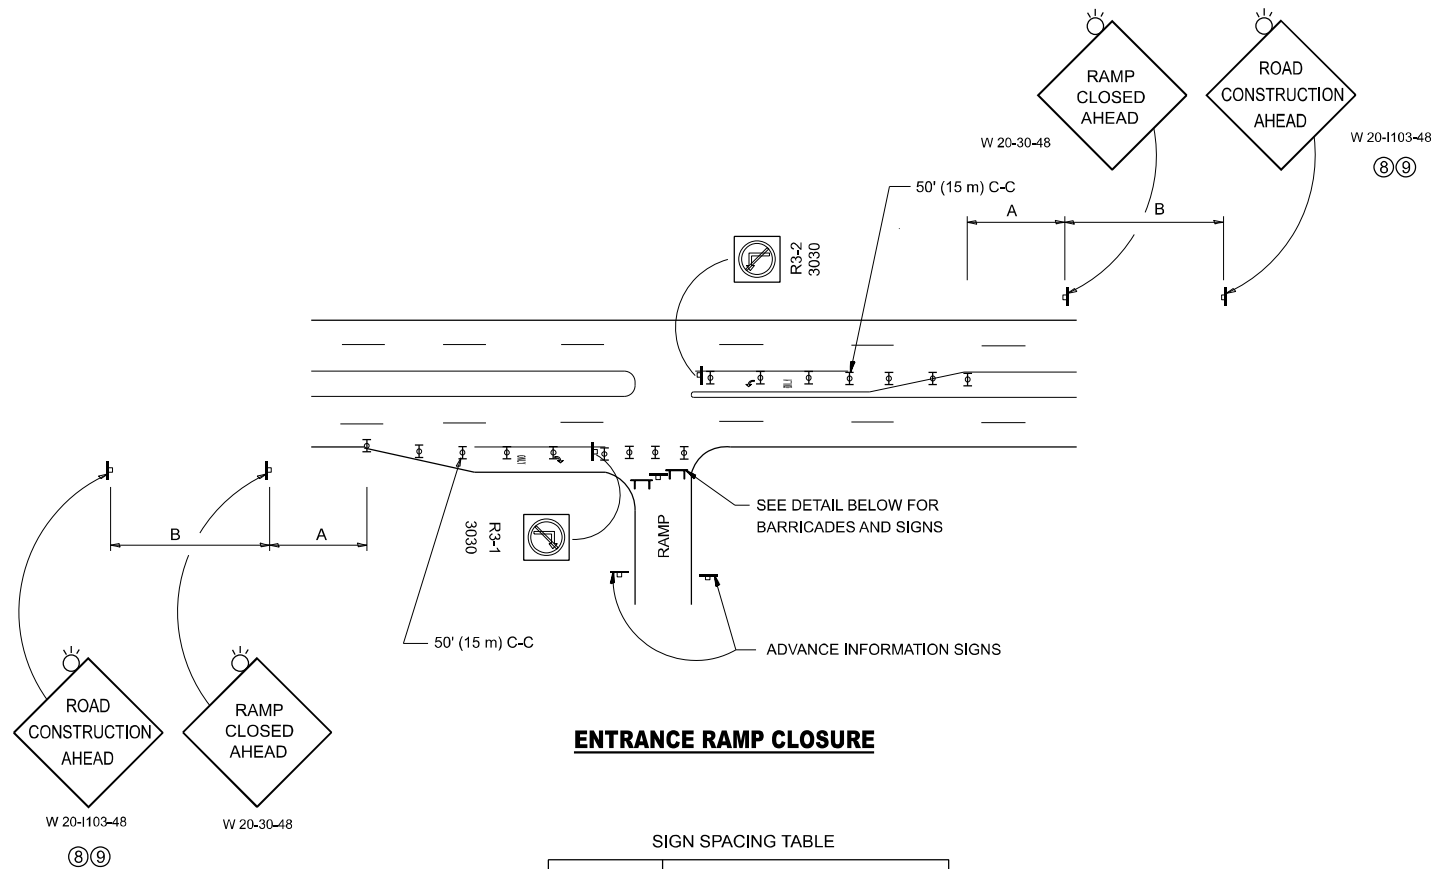 RAMP
CLOSED
AHEAD
W 20-30-48
ROAD
CONSTRUCTION
AHEAD
W 20-I103-48
⑧⑨
50' (15 m) C-C
A
B
R3-2
3030
ONLY
ONLY
B
A
R3-1
3030
RAMP
SEE DETAIL BELOW FOR
BARRICADES AND SIGNS
50' (15 m) C-C
ADVANCE INFORMATION SIGNS
ROAD
CONSTRUCTION
AHEAD
W 20-I103-48
⑧⑨
RAMP
CLOSED
AHEAD
W 20-30-48
ENTRANCE RAMP CLOSURE
SIGN SPACING TABLE